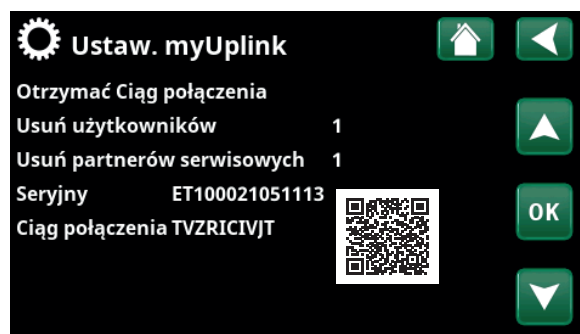 Ustaw. myUplink
Otrzymać Ciąg połączenia
Usuń użytkowników 1
Usuń partnerów serwisowych 1
Seryjny ET100021051113
OK
Ciąg połączenia TVZRICIVJT